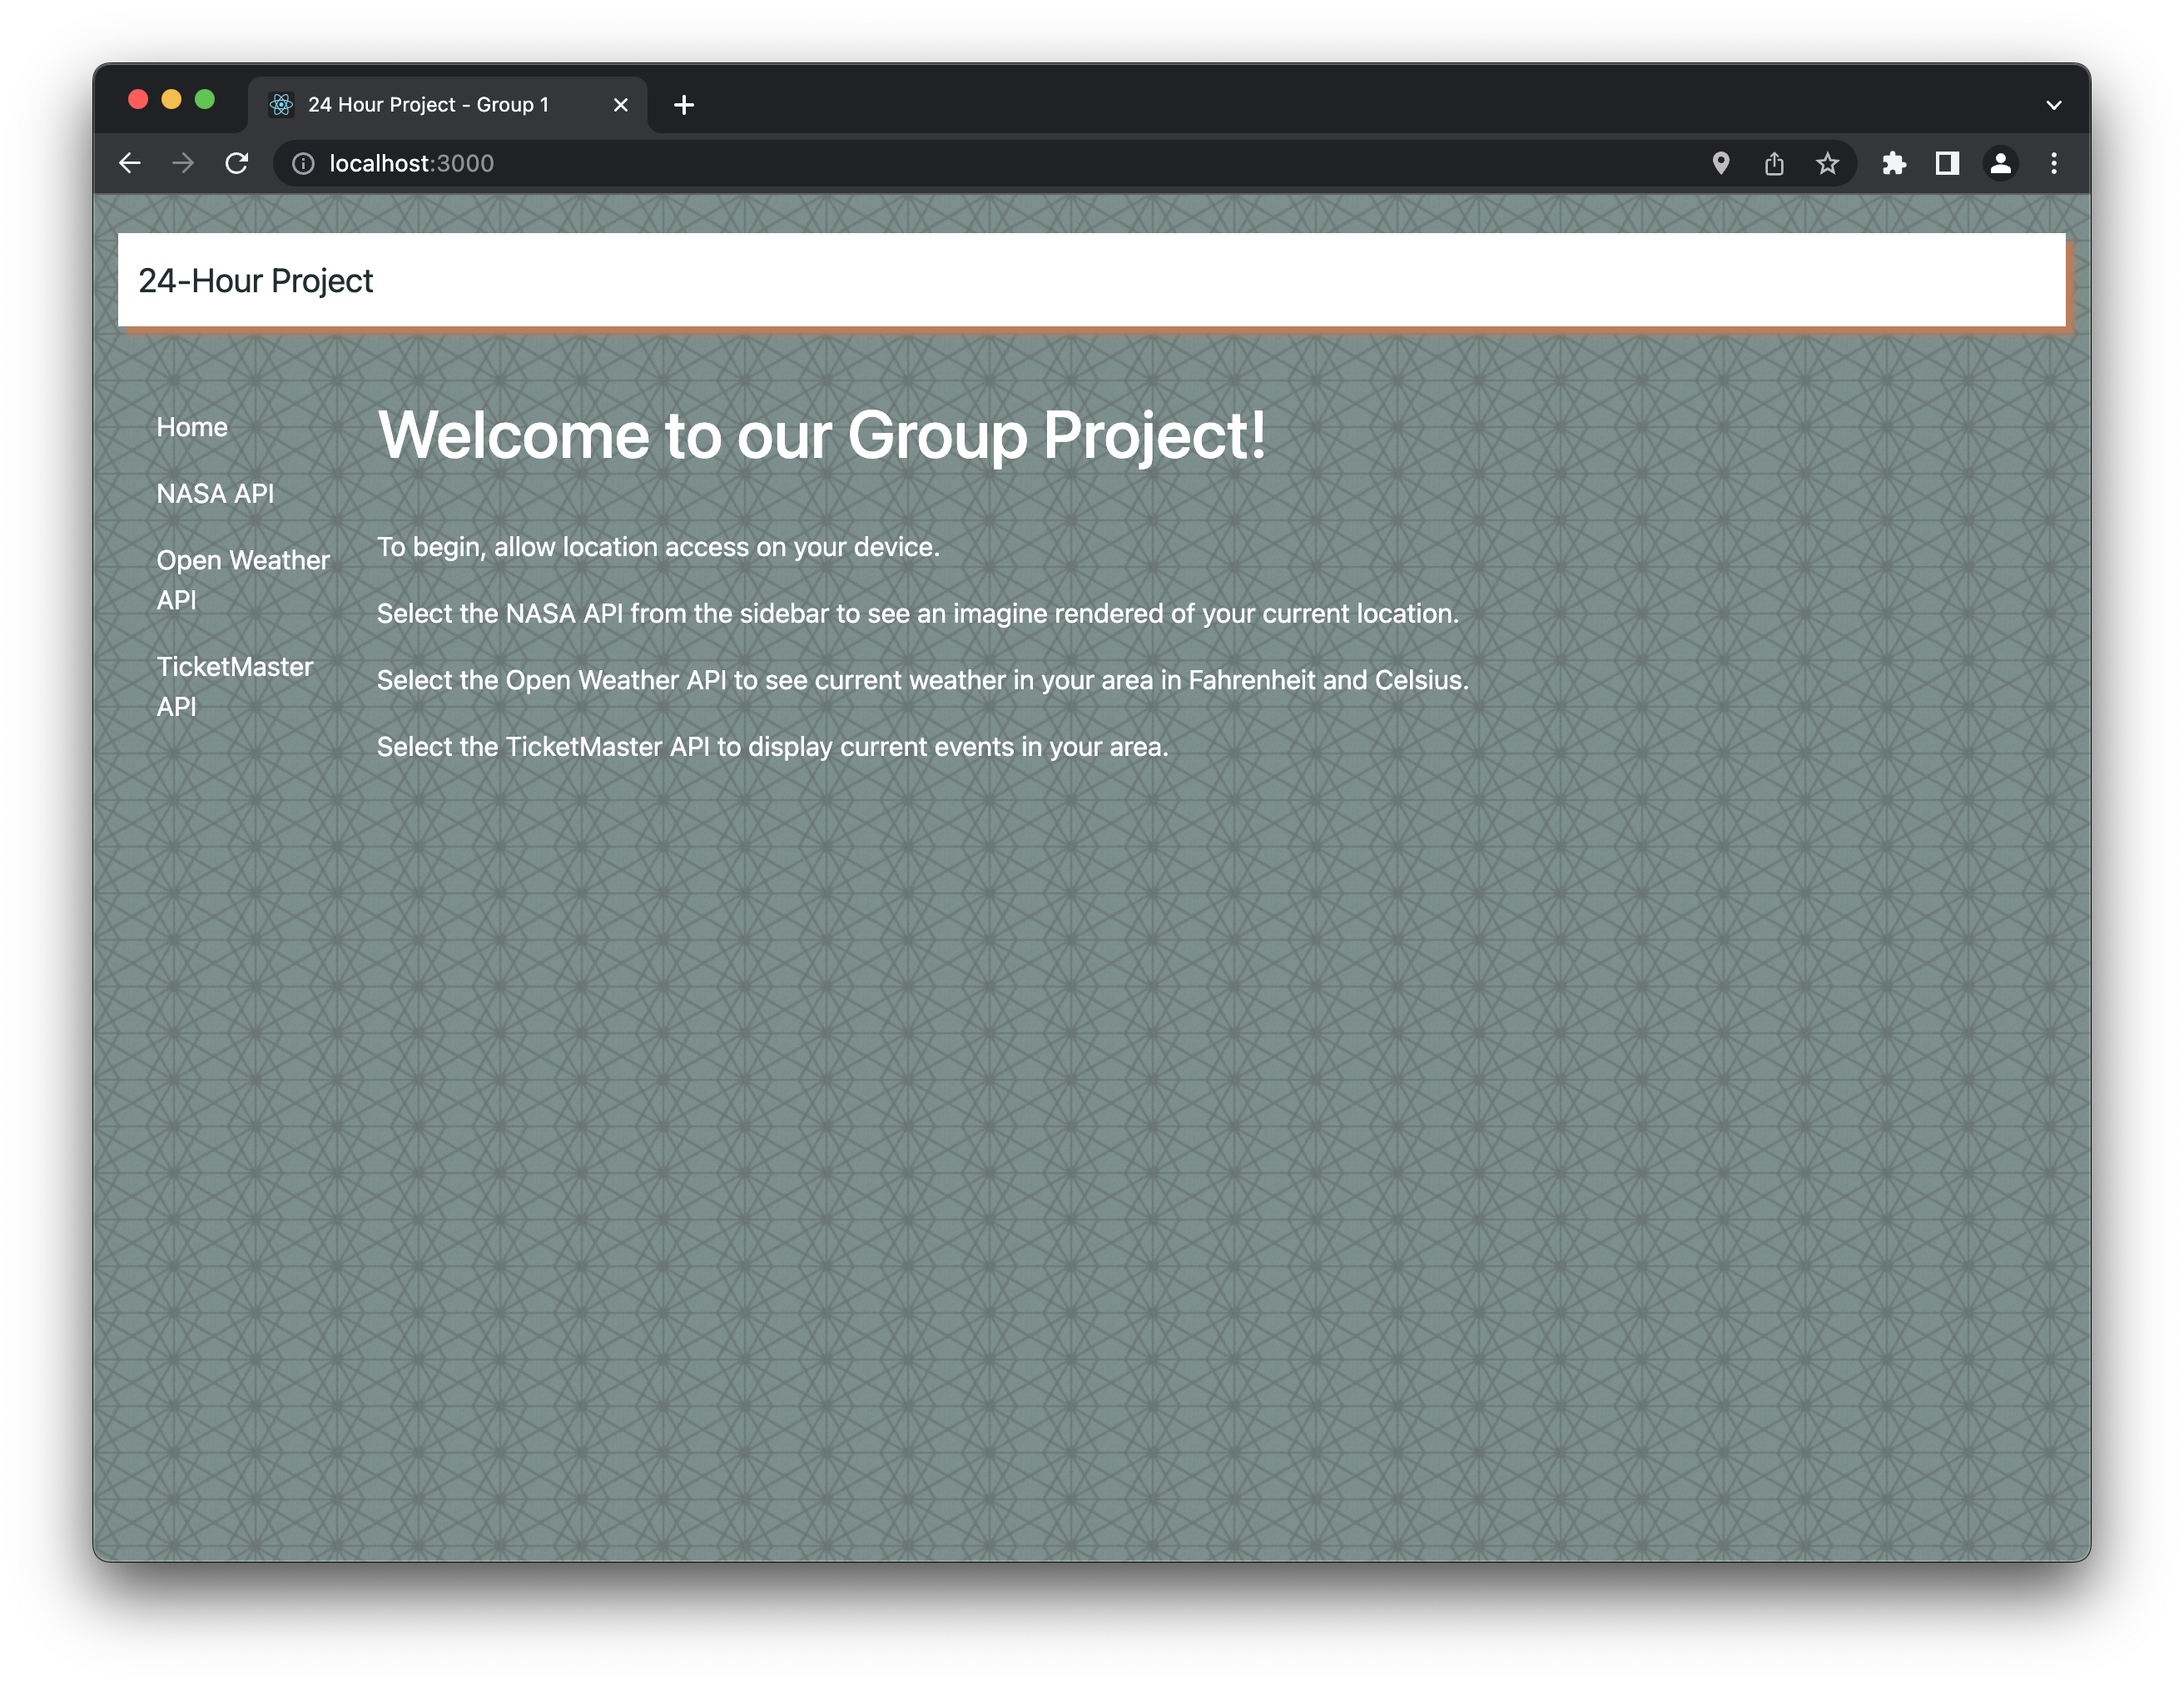 24 Hour Project - Group 1
localhost:3000
24-Hour Project
Home
NASA API
Open Weather
API
TicketMaster
API
Welcome to our Group Project!
To begin, allow location access on your device.
Select the NASA API from the sidebar to see an imagine rendered of your current location.
Select the Open Weather API to see current weather in your area in Fahrenheit and Celsius.
Select the TicketMaster API to display current events in your area.